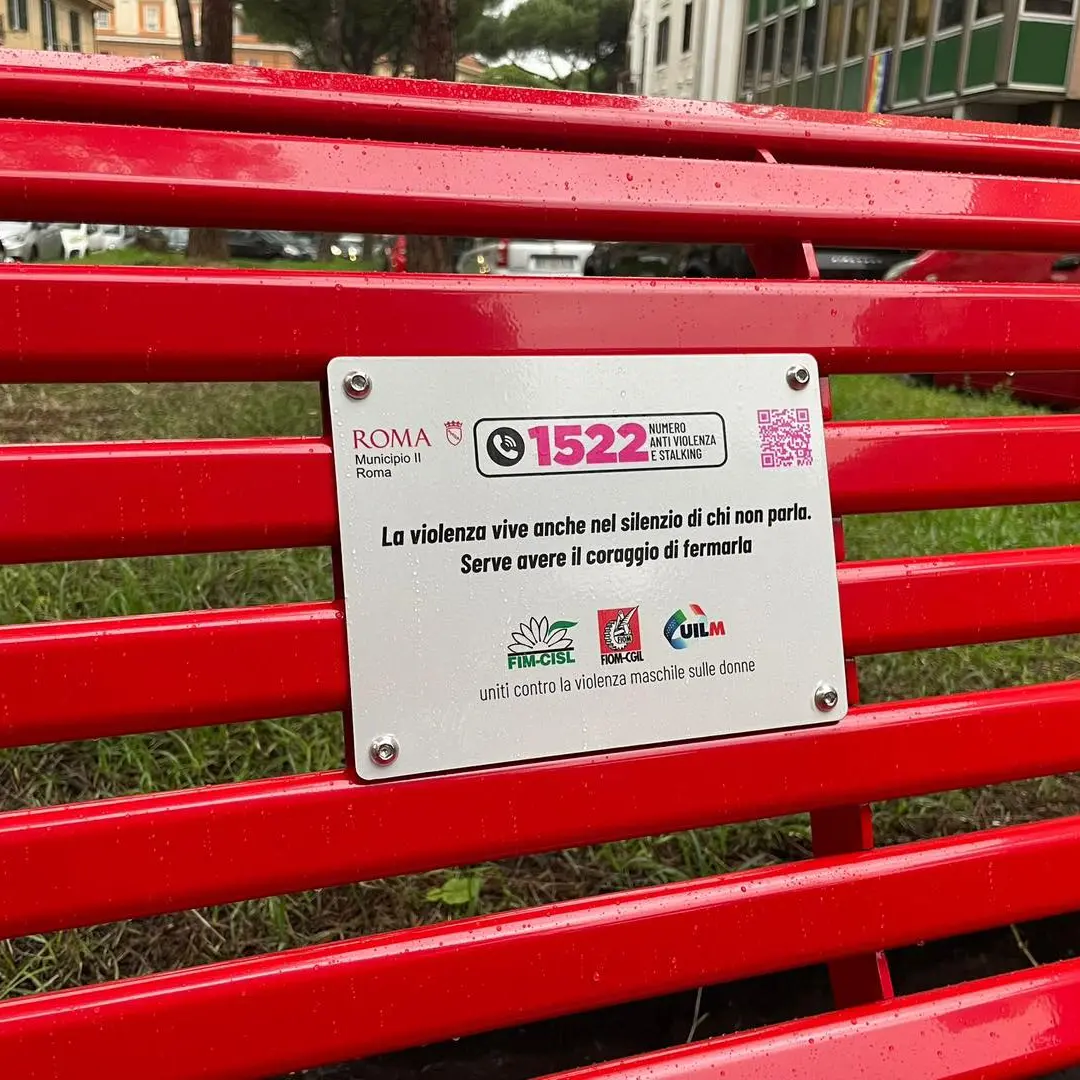 ROMA
Municipio II
Roma
1522
NUMERO
ANTI VIOLENZA
E STALKING
La violenza vive anche nel silenzio di chi non parla.
Serve avere il coraggio di fermarla
FIM-CISL
FIOM
FIOM-CGIL
UILM
uniti contro la violenza maschile sulle donne